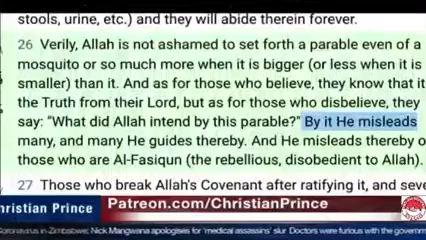 stools, urine, etc.) and they will abide therein forever.
26 Verily, Allah is not ashamed to set forth a parable even of a
mosquito or so much more when it is bigger (or less when it is
smaller) than it. And as for those who believe, they know that it
the Truth from their Lord, but as for those who disbelieve, they
say: “What did Allah intend by this parable?” By it He misleads
many, and many He guides thereby. And He misleads thereby o
those who are Al-Fasiqun (the rebellious, disobedient to Allah).
27 Those who break Allah's Covenant after ratifying it, and seve
hristian Prince Patreon.com/ChristianPrince
oronavirus in Zimbabwe; Nick Mangwana apologises for 'medical assassins' slur Doctors were furious with the governm